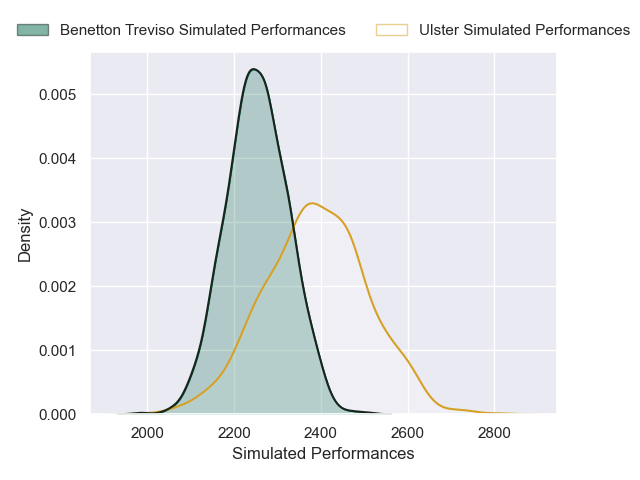 Benetton Treviso Simulated Performances Ulster Simulated Performances
0.005
0.004
0.003
0.002
0.001
0.000
Density
2000 2200 2400 2600 2800
Simulated Performances